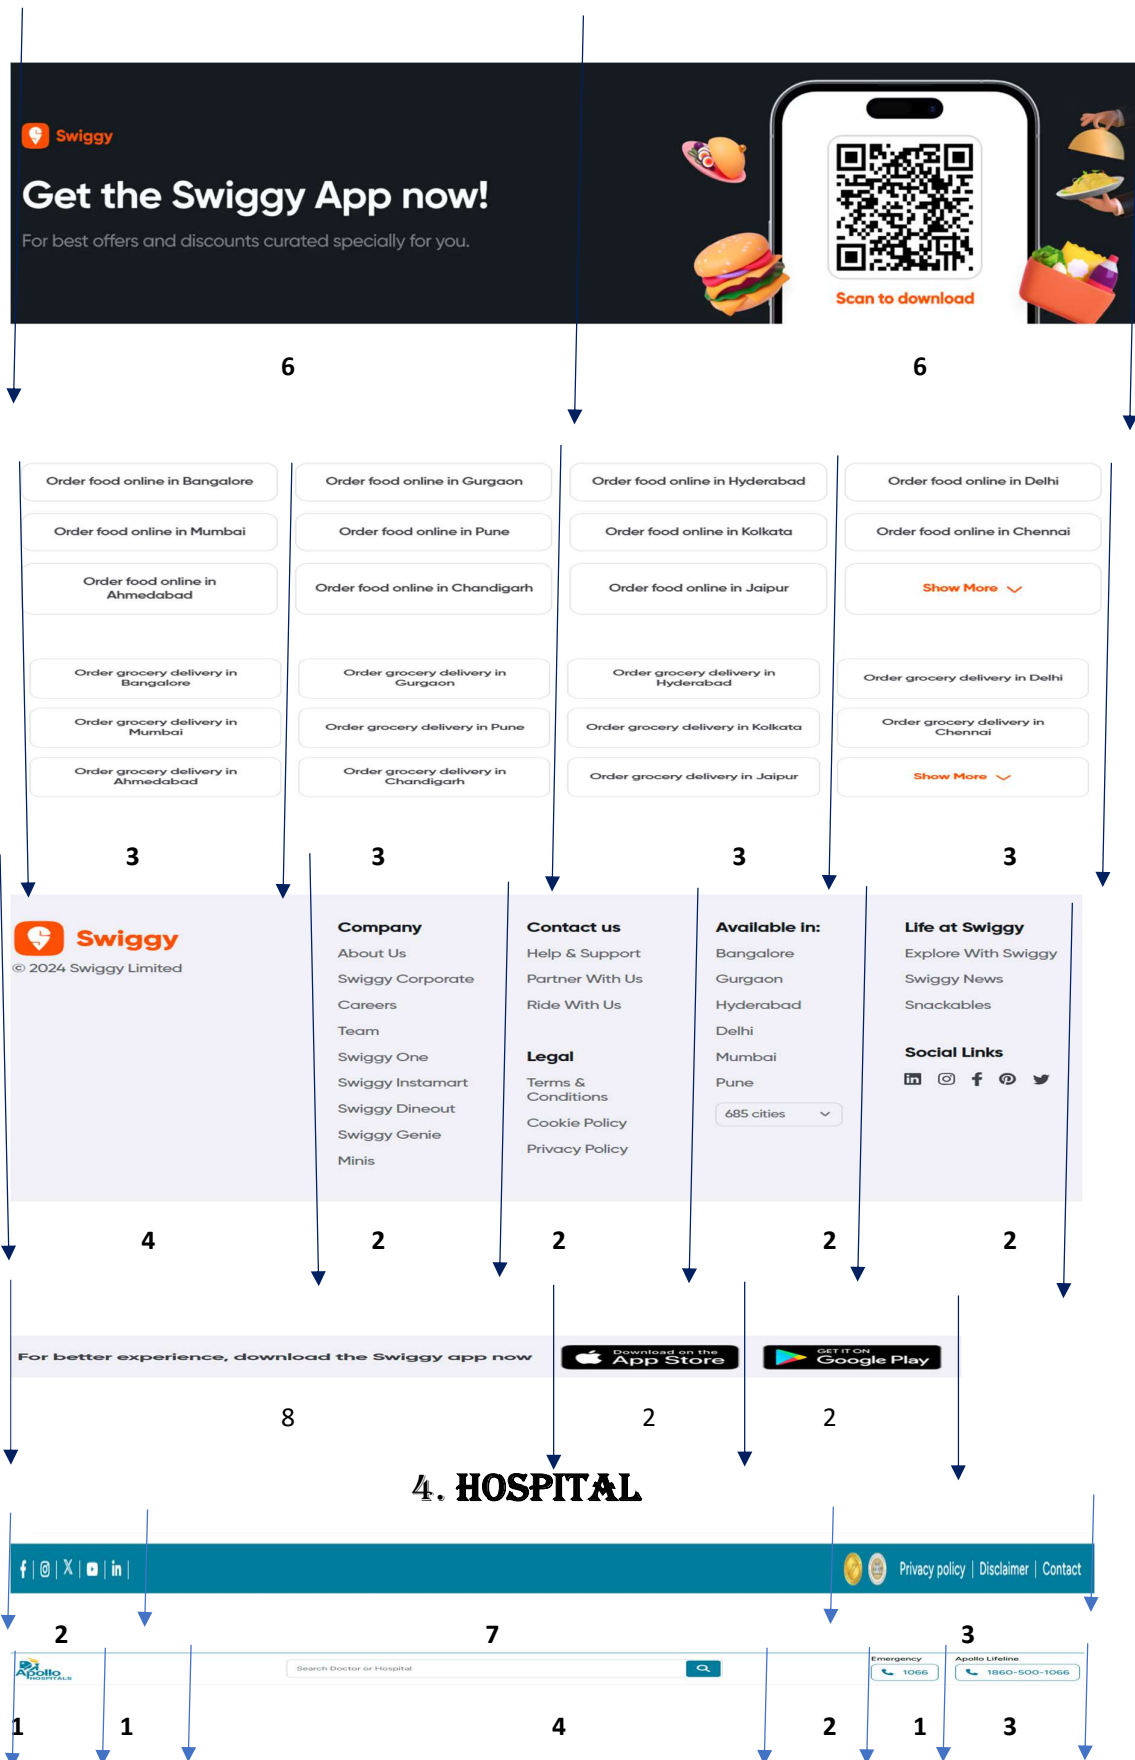 Swiggy
Get the Swiggy App now!
For best offers and discounts curated specially for you.
Scan to download
6 6
Order food online in Bangalore Order food online in Gurgaon Order food online in Hyderabad Order food online in Delhi
Order food online in Mumbai Order food online in Pune Order food online in Kolkata Order food online in Chennai
Order food online in
Ahmedabad
Order food online in Chandigarh Order food online in Jaipur Show More
Order grocery delivery in
Bangalore
Order grocery delivery in
Gurgaon
Order grocery delivery in
Hyderabad
Order grocery delivery in Delhi
Order grocery delivery in
Mumbai
Order grocery delivery in Pune Order grocery delivery in Kolkata
Order grocery delivery in
Chennai
Order grocery delivery in
Ahmedabad
Order grocery delivery in
Chandigarh
Order grocery delivery in Jaipur Show More
3 3 3 3
Swiggy
© 2024 Swiggy Limited
Company
About Us
Swiggy Corporate
Careers
Team
Swiggy One
Swiggy Instamart
Swiggy Dineout
Swiggy Genie
Minis
Contact us
Help & Support
Partner With Us
Ride With Us
Legal
Terms &
Conditions
Cookie Policy
Privacy Policy
Available in:
Bangalore
Gurgaon
Hyderabad
Delhi
Mumbai
Pune
685 cities
Life at Swiggy
Explore With Swiggy
Swiggy News
Snackables
Social Links
4 2 2 2 2
For better experience, download the Swiggy app now
Download on the
App Store
GET IT ON
Google Play
8 2 2
4. HOSPITAL
Privacy policy | Disclaimer | Contact
2 7 3
Apollo
HOSPITALS
Search Doctor or Hospital
Emergency
1066
Apollo Lifeline
1860-500-1066
1 1 4 2 1 3